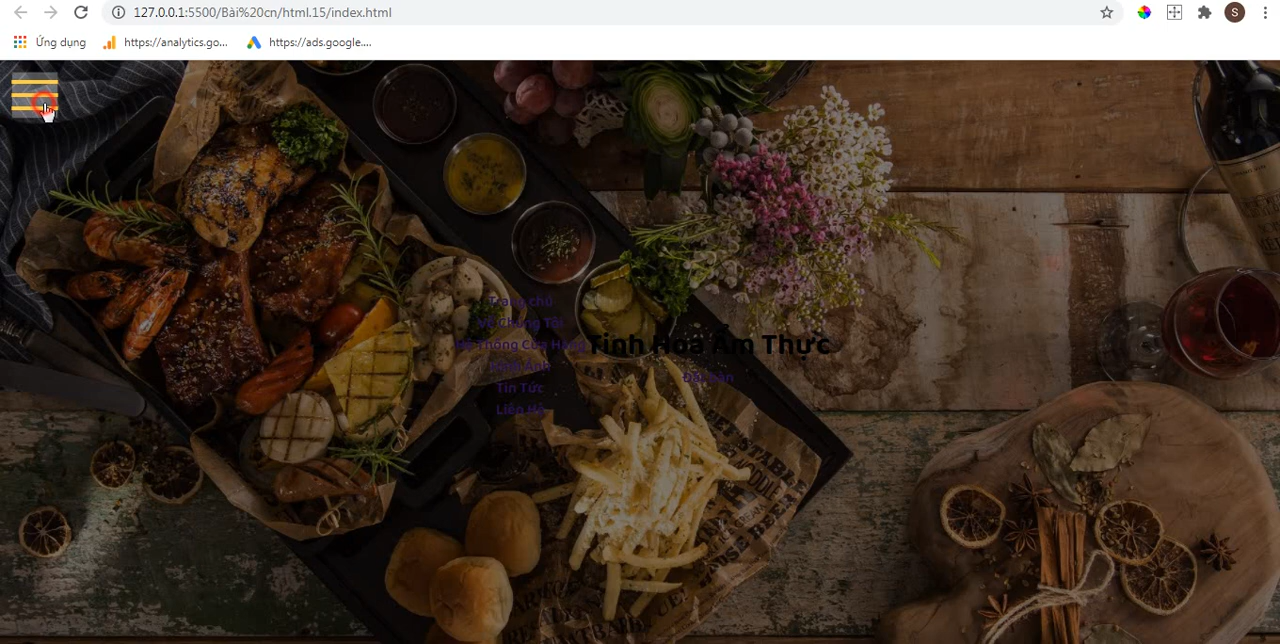 127.0.0.1:5500/Bài%20cn/html.15/index.html
S
Ứng dụng
https://analytics.go...
https://ads.google....
Trang chủ
Về Chúng Tôi
Hệ Thống Cửa Hàng
Hình Ảnh
Tin Tức
Liên Hệ
Tinh Hoa Ẩm Thực
Đặt Bàn